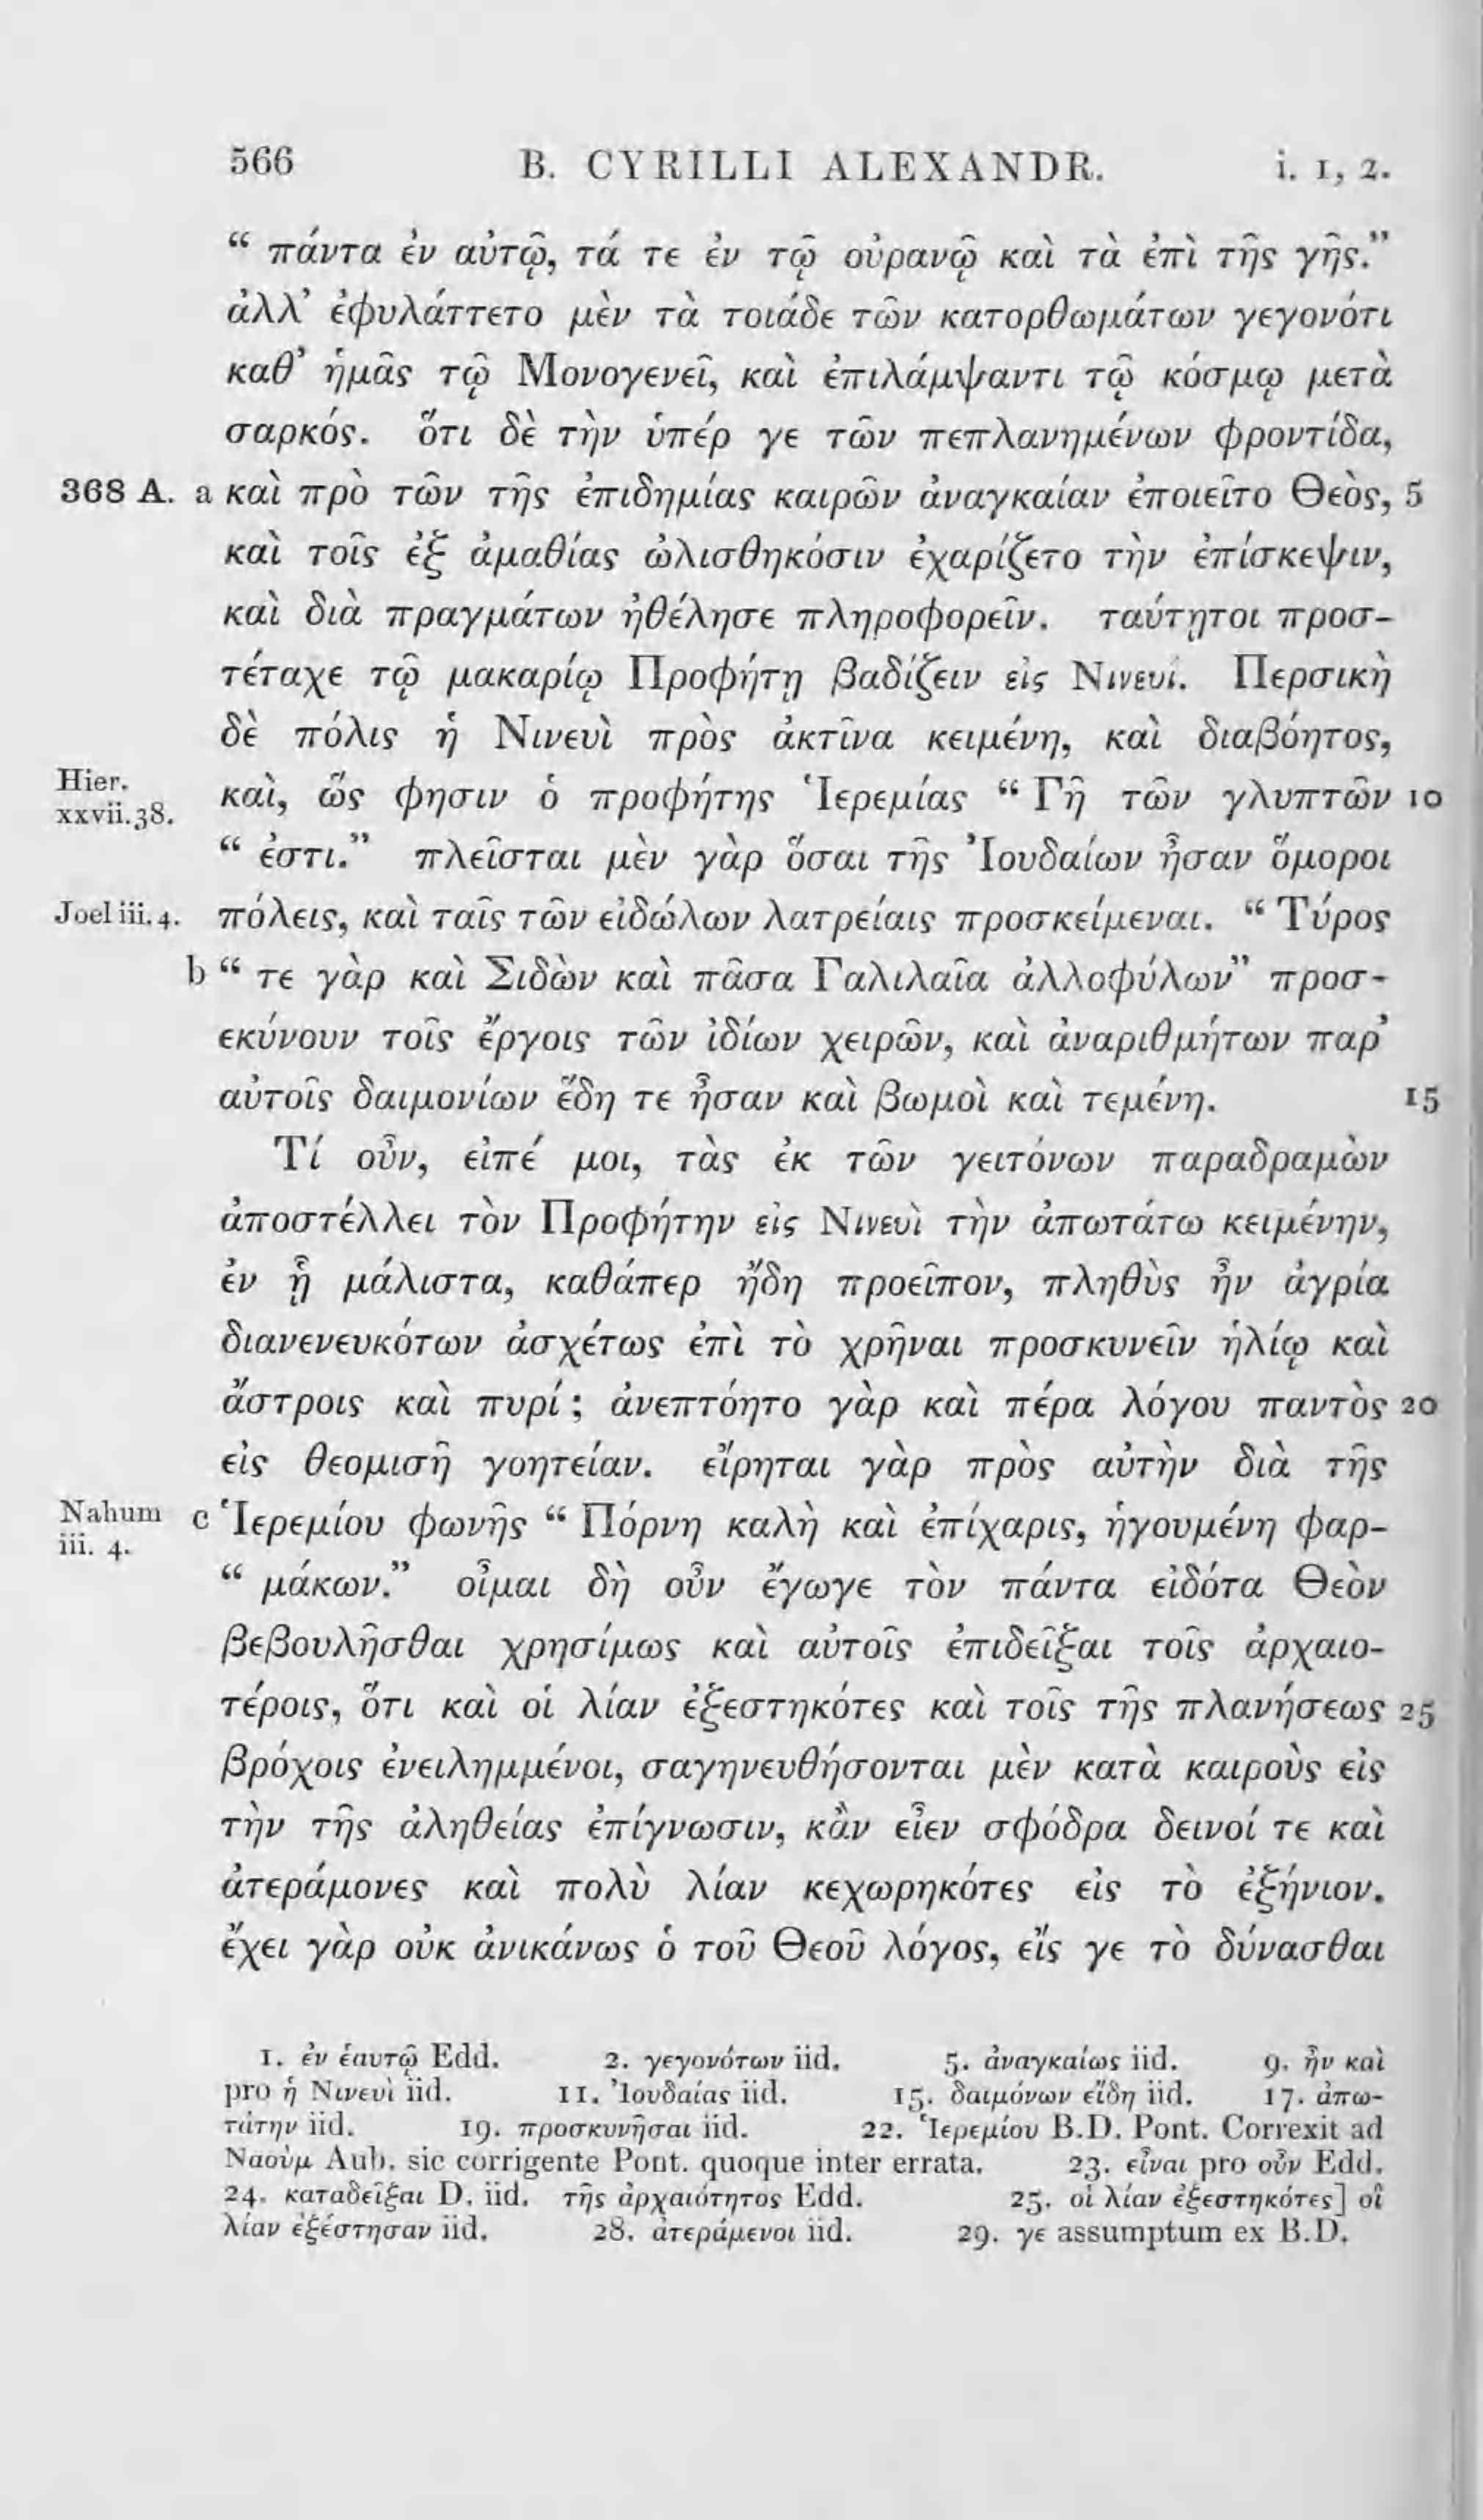 566 B. CYRILLI ALEXANDR. i. 1, 2.
“ πάντα ἐν αὐτῷ, τά τε ἐν τῷ οὐρανῷ καὶ τὰ ἐπὶ τῆς γῆς.”
ἀλλ’ ἐφυλάττετο μὲν τὰ τοιάδε τῶν κατορθωμάτων γεγονότι
καθ’ ἡμᾶς τῷ Μονογενεῖ, καὶ ἐπιλάμψαντι τῷ κόσμῳ μετὰ
σαρκός. ὅτι δὲ τὴν ὑπέρ γε τῶν πεπλανημένων φροντίδα,
368 A. a καὶ πρὸ τῶν τῆς ἐπιδημίας καιρῶν ἀναγκαίαν ἐποιεῖτο Θεὸς, 5
καὶ τοῖς ἐξ ἀμαθίας ὠλισθηκόσιν ἐχαρίζετο τὴν ἐπίσκεψιν,
καὶ διὰ πραγμάτων ἠθέλησε πληροφορεῖν. ταύτῃτοι προσ-
τέταχε τῷ μακαρίῳ Προφήτῃ βαδίζειν εἰς Νινευί. Περσικὴ
δὲ πόλις ἡ Νινευὶ πρὸς ἀκτῖνα κειμένη, καὶ διαβόητος,
Hier. xxvii. 38. καὶ, ὥς φησιν ὁ προφήτης Ἱερεμίας “ Γῆ τῶν γλυπτῶν 10
“ ἐστι.” πλεῖσται μὲν γὰρ ὅσαι τῆς Ἰουδαίων ἦσαν ὅμοροι
Joel iii. 4. πόλεις, καὶ ταῖς τῶν εἰδώλων λατρείαις προσκείμεναι. “ Τύρος
b “ τε γὰρ καὶ Σιδὼν καὶ πᾶσα Γαλιλαῖα ἀλλοφύλων” προσ-
εκύνουν τοῖς ἔργοις τῶν ἰδίων χειρῶν, καὶ ἀναριθμήτων παρ’
αὐτοῖς δαιμονίων ἕδη τε ἦσαν καὶ βωμοὶ καὶ τεμένη. 15
Τί οὖν, εἰπέ μοι, τὰς ἐκ τῶν γειτόνων παραδραμὼν
ἀποστέλλει τὸν Προφήτην εἰς Νινευὶ τὴν ἀπωτάτω κειμένην,
ἐν ᾗ μάλιστα, καθάπερ ἤδη προεῖπον, πληθὺς ἦν ἀγρία
διανενευκότων ἀσχέτως ἐπὶ τὸ χρῆναι προσκυνεῖν ἡλίῳ καὶ
ἄστροις καὶ πυρί ; ἀνεπτόητο γὰρ καὶ πέρα λόγου παντὸς 20
εἰς θεομισῆ γοητείαν. εἴρηται γὰρ πρὸς αὐτὴν διὰ τῆς
Nahum iii. 4. c Ἱερεμίου φωνῆς “ Πόρνη καλὴ καὶ ἐπίχαρις, ἡγουμένη φαρ-
“ μάκων.” οἶμαι δὴ οὖν ἔγωγε τὸν πάντα εἰδότα Θεὸν
βεβουλῆσθαι χρησίμως καὶ αὐτοῖς ἐπιδεῖξαι τοῖς ἀρχαιο-
τέροις, ὅτι καὶ οἱ λίαν ἐξεστηκότες καὶ τοῖς τῆς πλανήσεως 25
βρόχοις ἐνειλημμένοι, σαγηνευθήσονται μὲν κατὰ καιροὺς εἰς
τὴν τῆς ἀληθείας ἐπίγνωσιν, κἂν εἶεν σφόδρα δεινοί τε καὶ
ἀτεράμονες καὶ πολὺ λίαν κεχωρηκότες εἰς τὸ ἐξήνιον.
ἔχει γὰρ οὐκ ἀνικάνως ὁ τοῦ Θεοῦ λόγος, εἴς γε τὸ δύνασθαι
1. ἐν ἑαυτῷ Edd. 2. γεγονότων iid. 5. ἀναγκαίως iid. 9. ἦν καὶ
pro ἡ Νινευὶ iid. 11. Ἰουδαίας iid. 15. δαιμόνων εἴδη iid. 17. ἀπω-
τάτην iid. 19. προσκυνῆσαι iid. 22. Ἱερεμίου B.D. Pont. Correxit ad
Ναοὺμ Aub. sic corrigente Pont. quoque inter errata. 23. εἶναι pro οὖν Edd.
24. καταδεῖξαι D. iid. τῆς ἀρχαιότητος Edd. 25. οἱ λίαν ἐξεστηκότες] οἳ
λίαν ἐξέστησαν iid. 28. ἀτεράμενοι iid. 29. γε assumptum ex B.D.